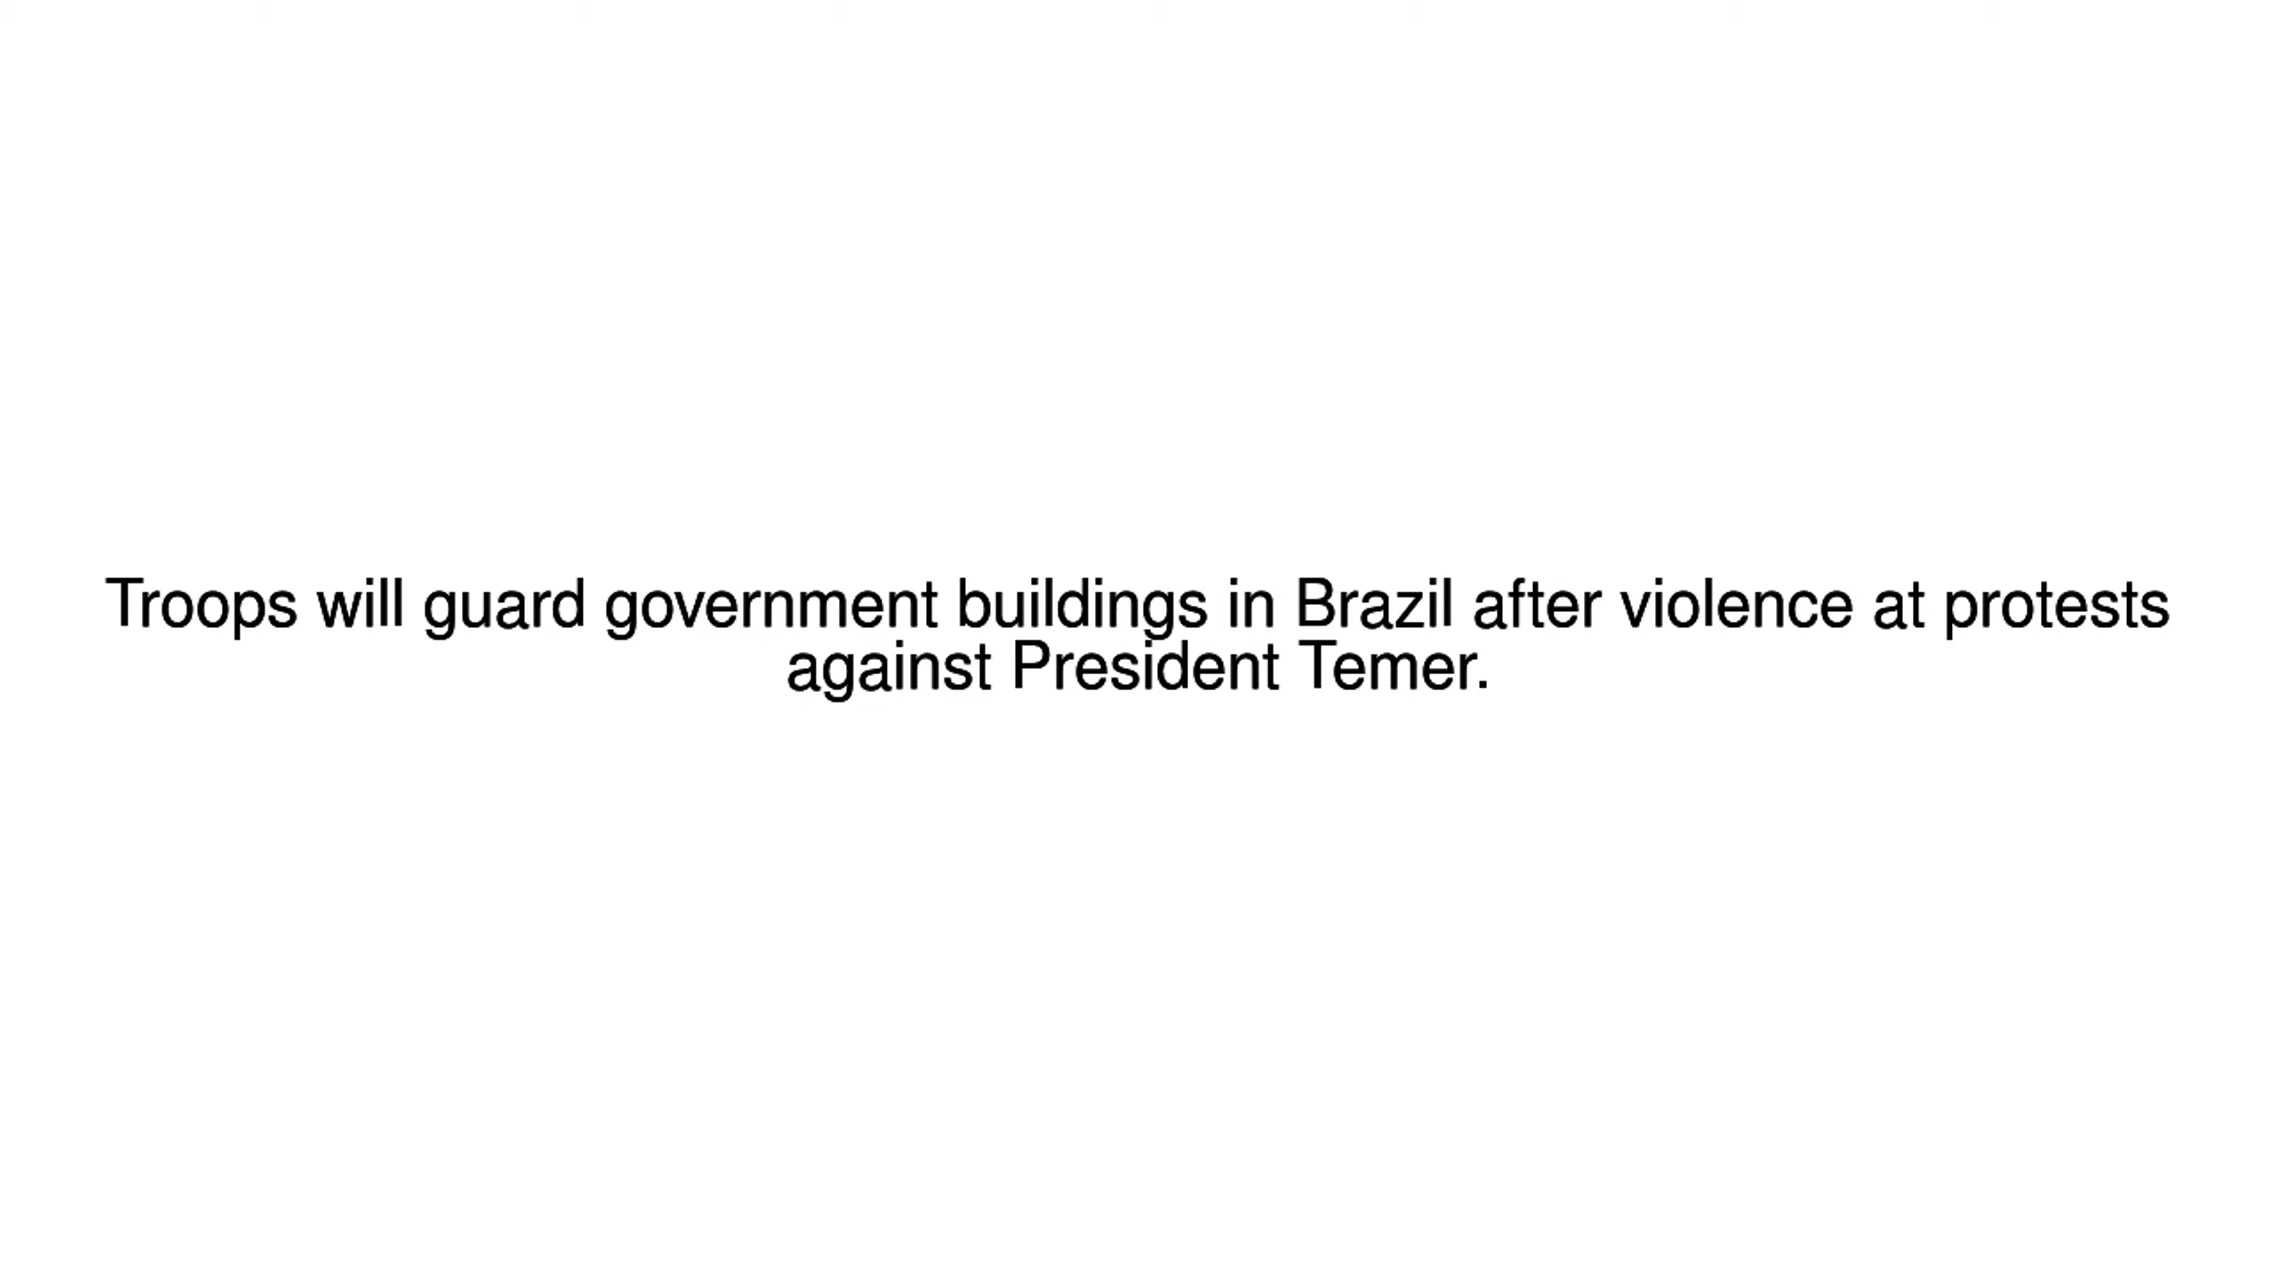 Troops will guard government buildings in Brazil after violence at protests
against President Temer.